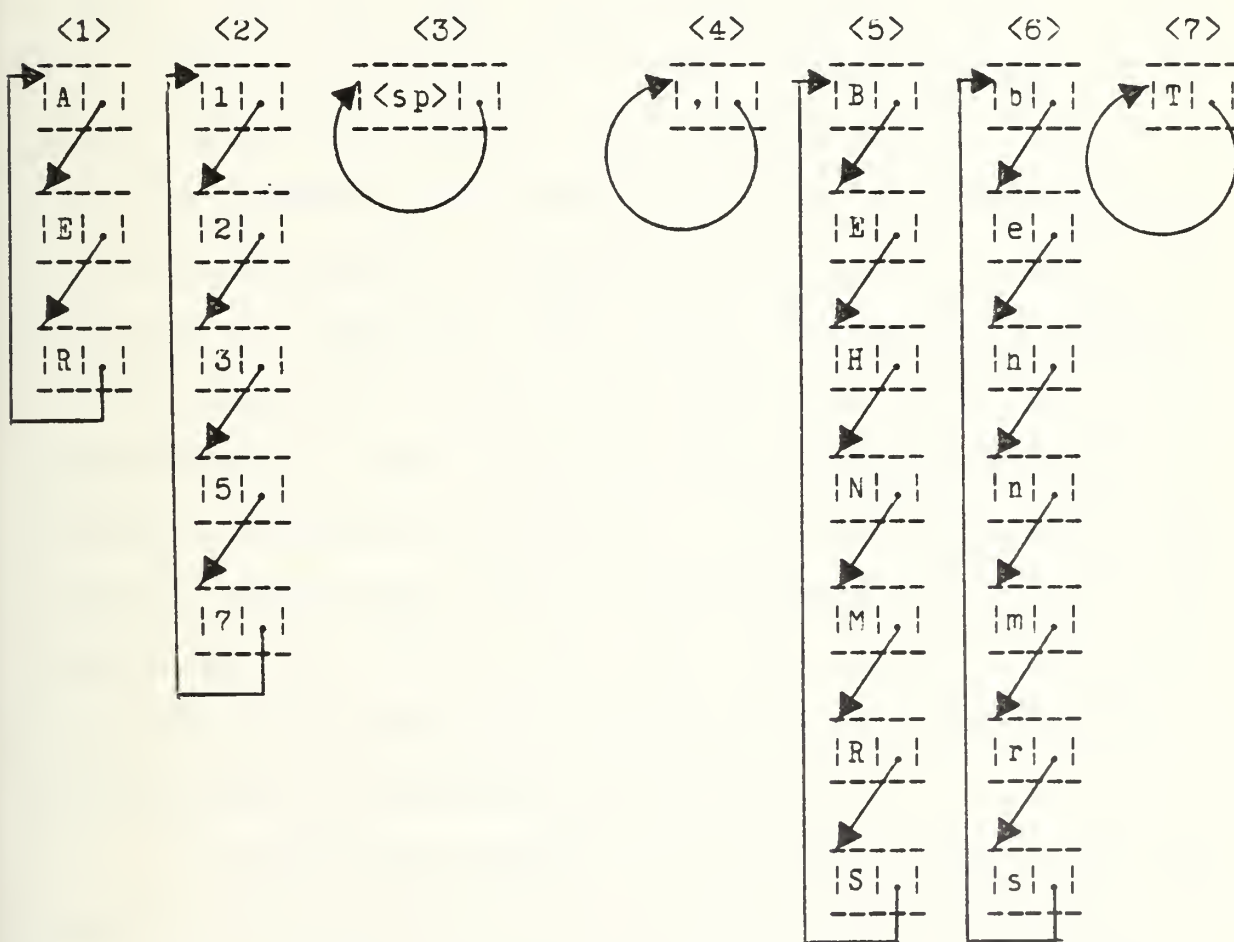 <1> <2> <3> <4> <5> <6> <7>
|A| | |1| | |<sp>| | |,| | |B| | |b| | |T| |
|E| | |2| | |E| | |e| |
|R| | |3| | |H| | |n| |
|5| | |N| | |n| |
|7| | |M| | |m| |
|R| | |r| |
|S| | |s| |